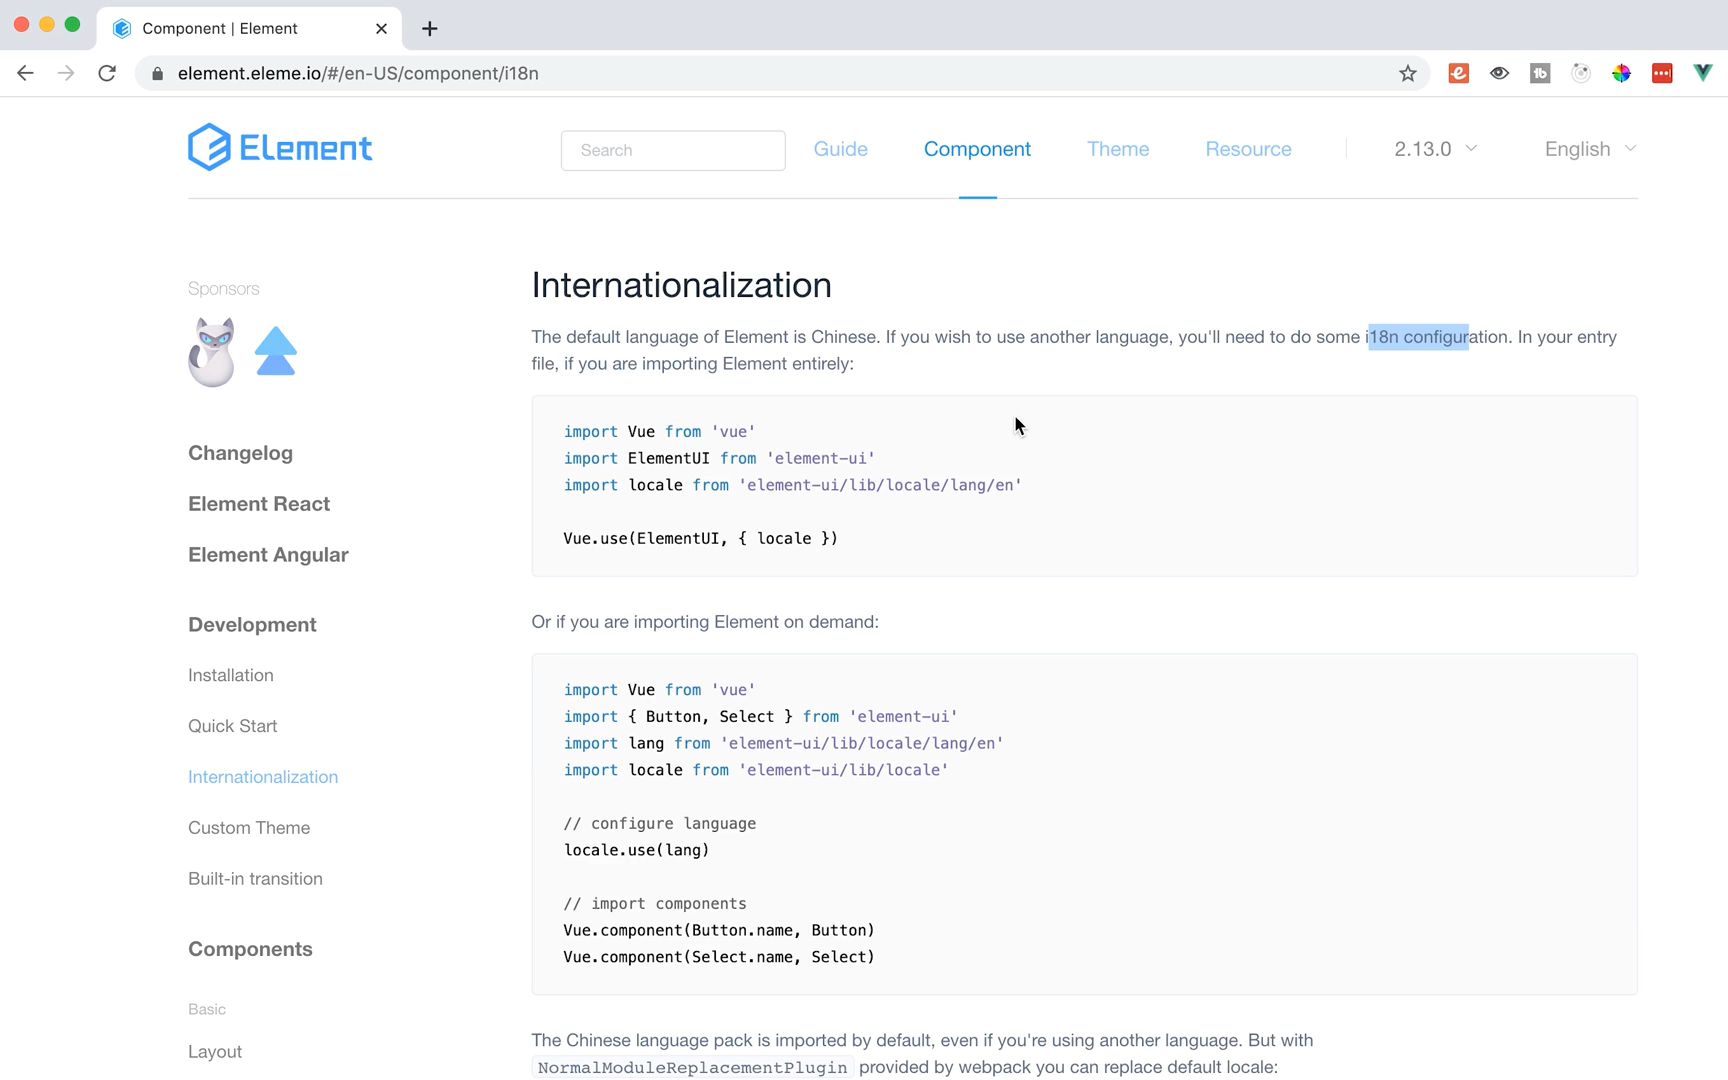 Component | Element
element.eleme.io/#/en-US/component/i18n
Element
Search
Guide
Component
Theme
Resource
2.13.0
English
Sponsors
Changelog
Element React
Element Angular
Development
Installation
Quick Start
Internationalization
Custom Theme
Built-in transition
Components
Basic
Layout
Internationalization
The default language of Element is Chinese. If you wish to use another language, you'll need to do some i18n configuration. In your entry
file, if you are importing Element entirely:
import Vue from 'vue'
import ElementUI from 'element-ui'
import locale from 'element-ui/lib/locale/lang/en'
Vue.use(ElementUI, { locale })
Or if you are importing Element on demand:
import Vue from 'vue'
import { Button, Select } from 'element-ui'
import lang from 'element-ui/lib/locale/lang/en'
import locale from 'element-ui/lib/locale'
// configure language
locale.use(lang)
// import components
Vue.component(Button.name, Button)
Vue.component(Select.name, Select)
The Chinese language pack is imported by default, even if you're using another language. But with
NormalModuleReplacementPlugin provided by webpack you can replace default locale: